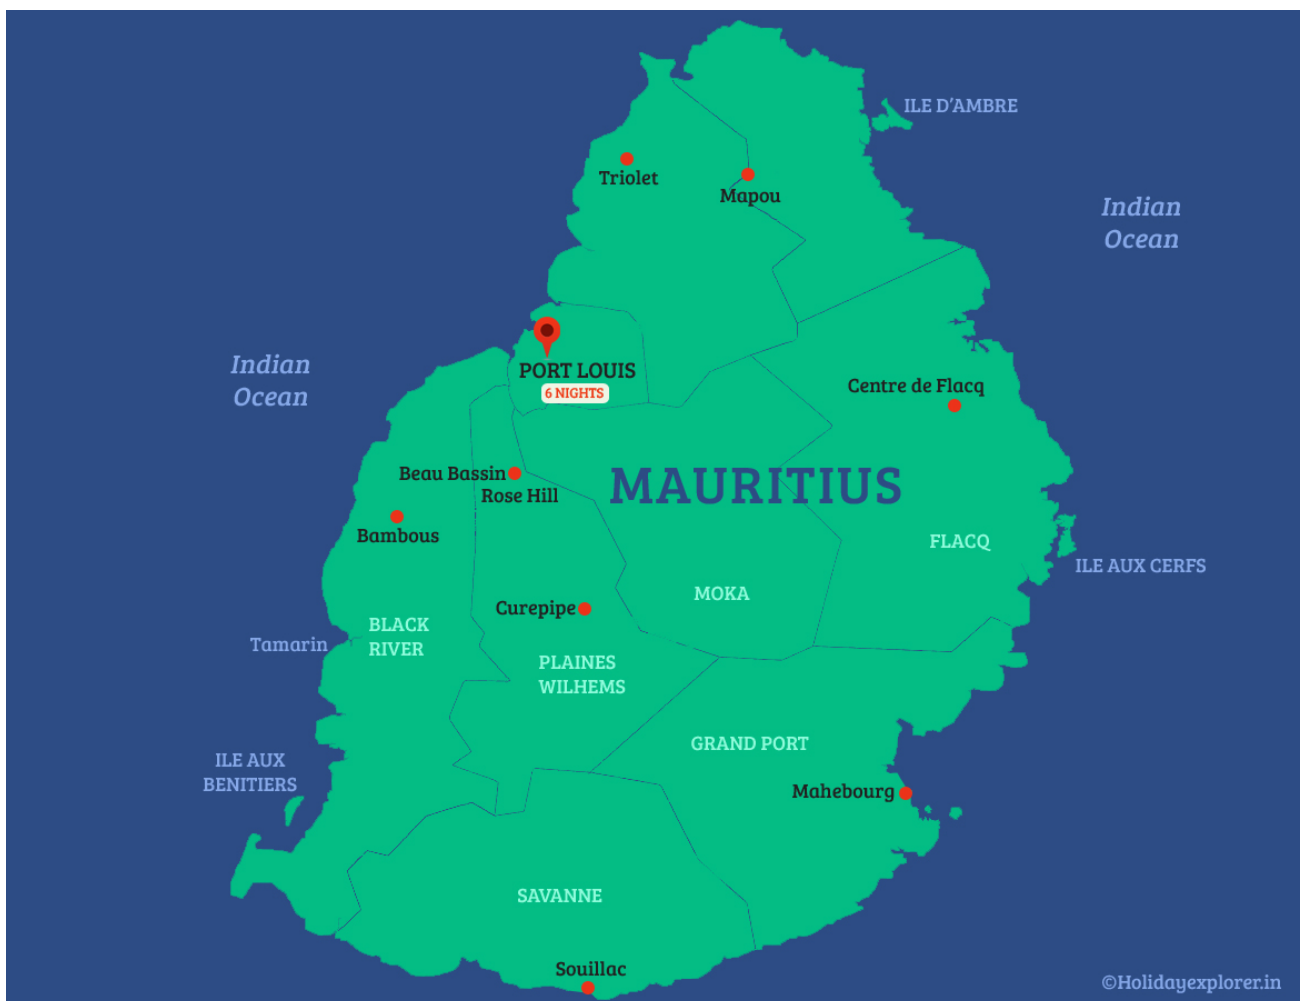 ILE D'AMBRE
Triolet
Mapou
Indian
Ocean
Indian
Ocean
PORT LOUIS
6 NIGHTS
Centre de Flacq
Beau Bassin
Rose Hill
MAURITIUS
Bambous
FLACQ
ILE AUX CERFS
MOKA
Curepipe
BLACK
RIVER
Tamarin
PLAINES
WILHEMS
GRAND PORT
ILE AUX
BENITIERS
Mahebourg
SAVANNE
Souillac
©Holidayexplorer.in